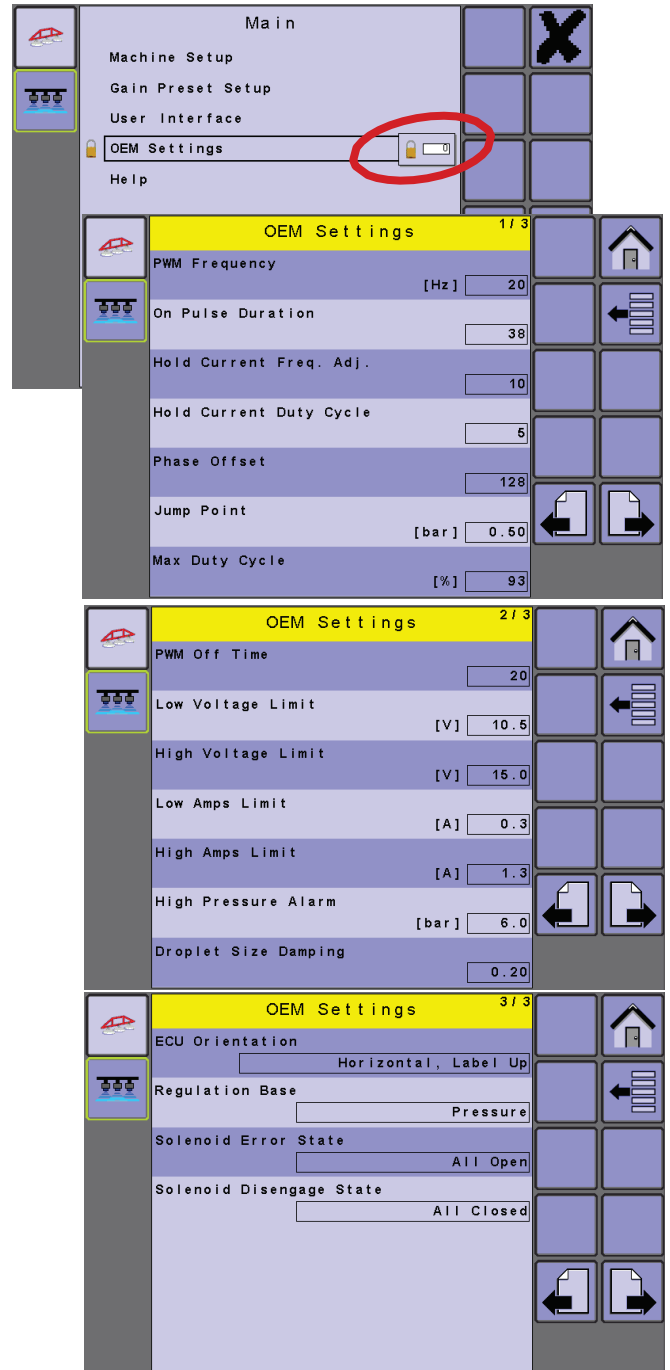 Main
Machine Setup
Gain Preset Setup
User Interface
OEM Settings 0
Help
OEM Settings 1/3
PWM Frequency
[Hz] 20
On Pulse Duration
38
Hold Current Freq. Adj.
10
Hold Current Duty Cycle
5
Phase Offset
128
Jump Point
[bar] 0.50
Max Duty Cycle
[%] 93
OEM Settings 2/3
PWM Off Time
20
Low Voltage Limit
[V] 10.5
High Voltage Limit
[V] 15.0
Low Amps Limit
[A] 0.3
High Amps Limit
[A] 1.3
High Pressure Alarm
[bar] 6.0
Droplet Size Damping
0.20
OEM Settings 3/3
ECU Orientation
Horizontal, Label Up
Regulation Base
Pressure
Solenoid Error State
All Open
Solenoid Disengage State
All Closed